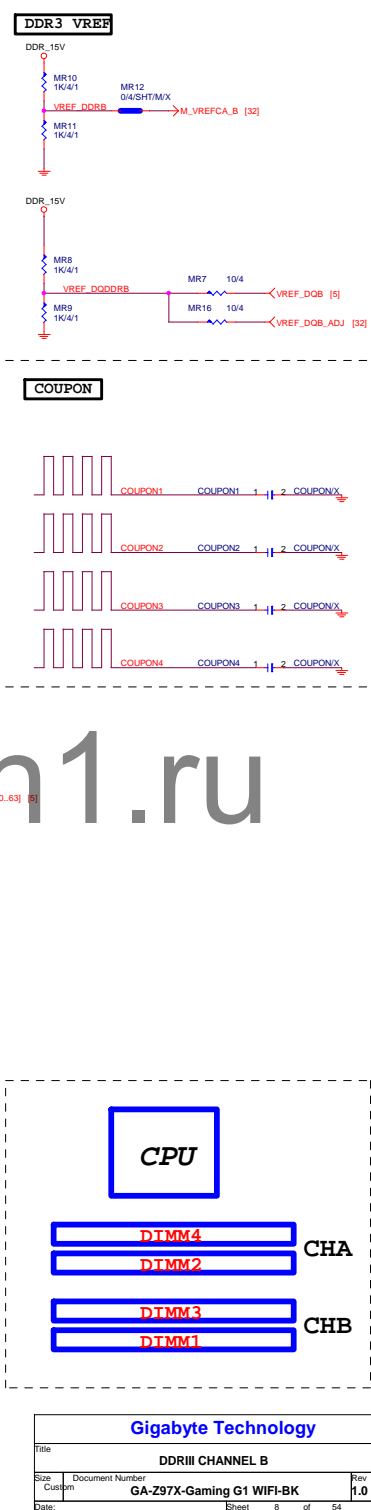 DDR3 VREF
DDR_15V
MR10
1K/4/1
MR12
0/4/SHT/M/X
VREF_DDRB
M_VREFCA_B [32]
MR11
1K/4/1
DDR_15V
MR8
1K/4/1
MR7 10/4
VREF_DQDDRB
VREF_DQB [5]
MR9
1K/4/1
MR16 10/4
VREF_DQB_ADJ [32]
COUPON
COUPON1 COUPON1 1 2 COUPON/X
COUPON2 COUPON2 1 2 COUPON/X
COUPON3 COUPON3 1 2 COUPON/X
COUPON4 COUPON4 1 2 COUPON/X
n1.ru
0..63] [5]
CPU
DIMM4
DIMM2
CHA
DIMM3
DIMM1
CHB
Gigabyte Technology
Title
DDRIII CHANNEL B
Size Document Number Rev
Custom GA-Z97X-Gaming G1 WIFI-BK 1.0
Date: Sheet 8 of 54